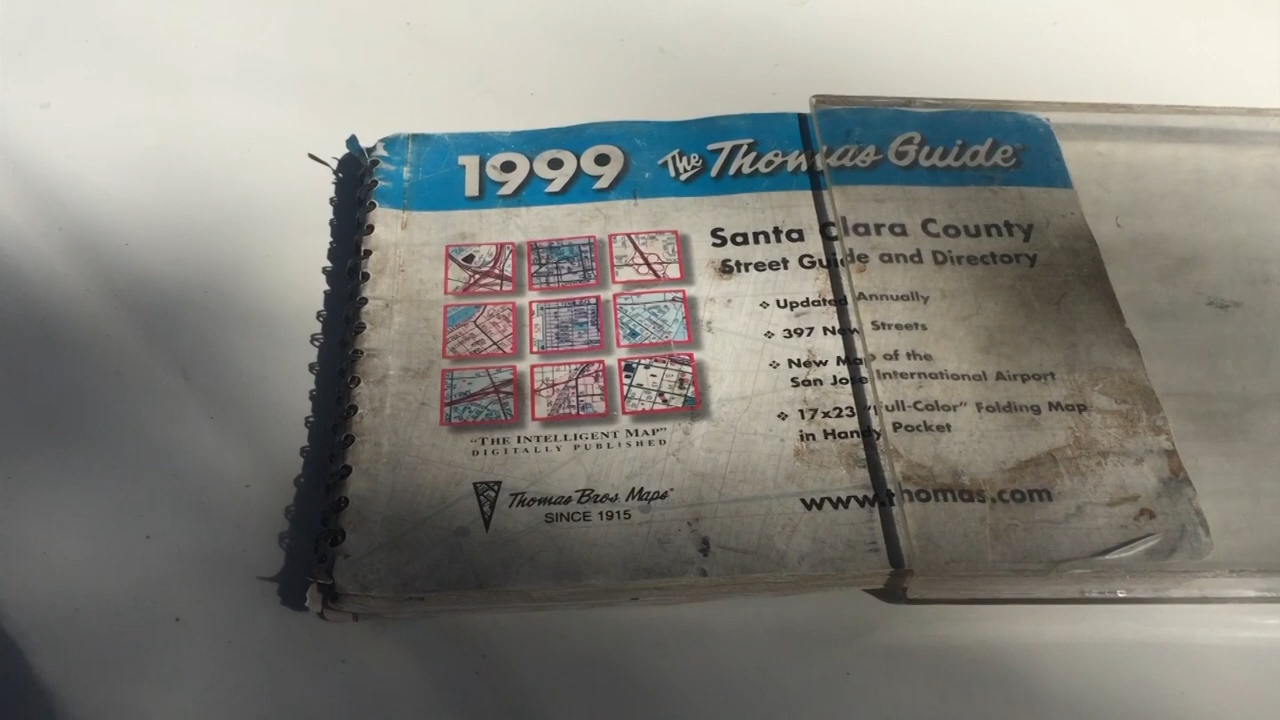 1999 The Thomas Guide
Santa Clara County
Street Guide and Directory
❖ Updated Annually
❖ 397 New Streets
❖ New Map of the
San Jose International Airport
❖ 17x23 "Full-Color" Folding Map
in Handy Pocket
www.thomas.com
"THE INTELLIGENT MAP"
DIGITALLY PUBLISHED
Thomas Bros. Maps
SINCE 1915